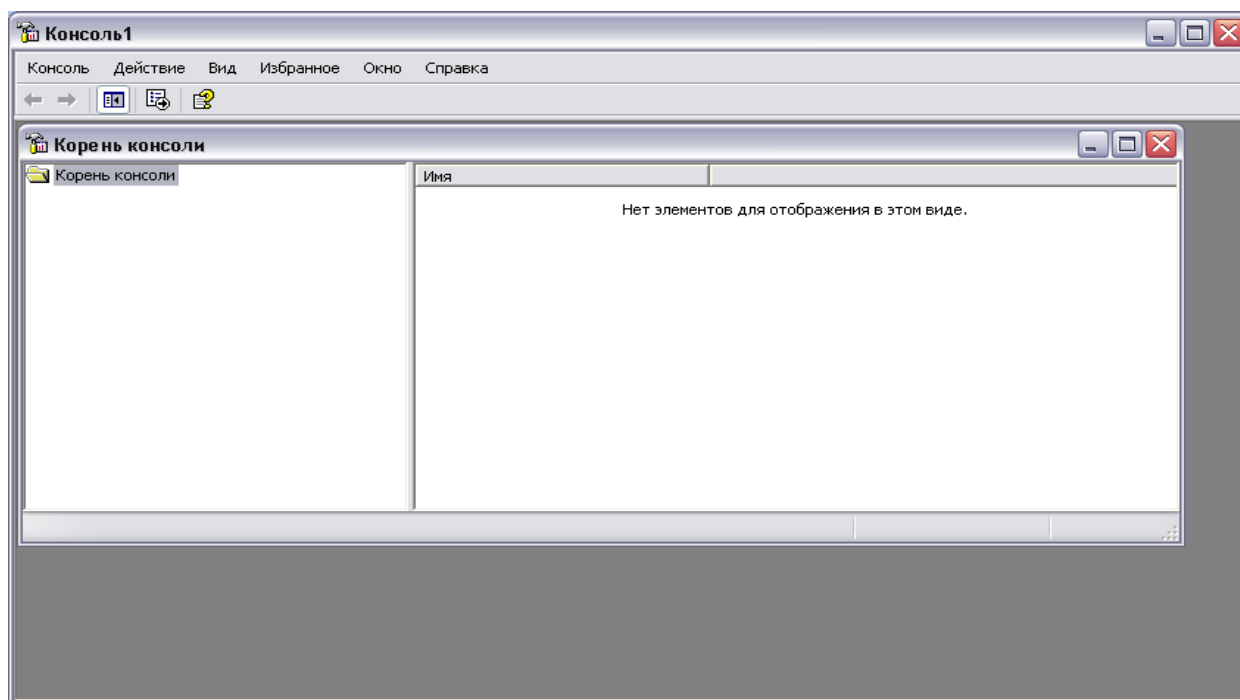 Консоль1
Консоль Действие Вид Избранное Окно Справка
Корень консоли
Корень консоли
Имя
Нет элементов для отображения в этом виде.